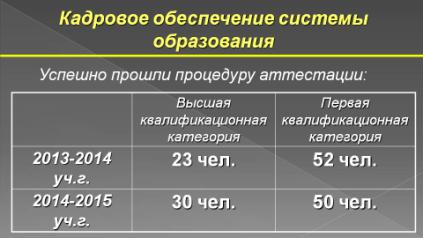 Кадровое обеспечение системы
образования
Успешно прошли процедуру аттестации:
Высшая
квалификационная
категория
Первая
квалификационная
категория
2013-2014
уч.г.
23 чел.
52 чел.
2014-2015
уч.г.
30 чел.
50 чел.